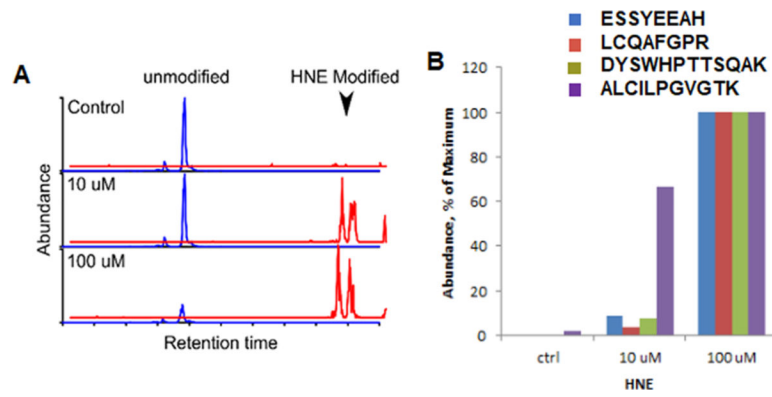 A
unmodified
HNE Modified
Control
10 uM
100 uM
Abundance
Retention time
B
ESSYEEAH
LCQAFGPR
DYSWHPTTSQAK
ALCILPGVGTK
Abundance, % of Maximum
120
100
80
60
40
20
0
ctrl
10 uM
100 uM
HNE